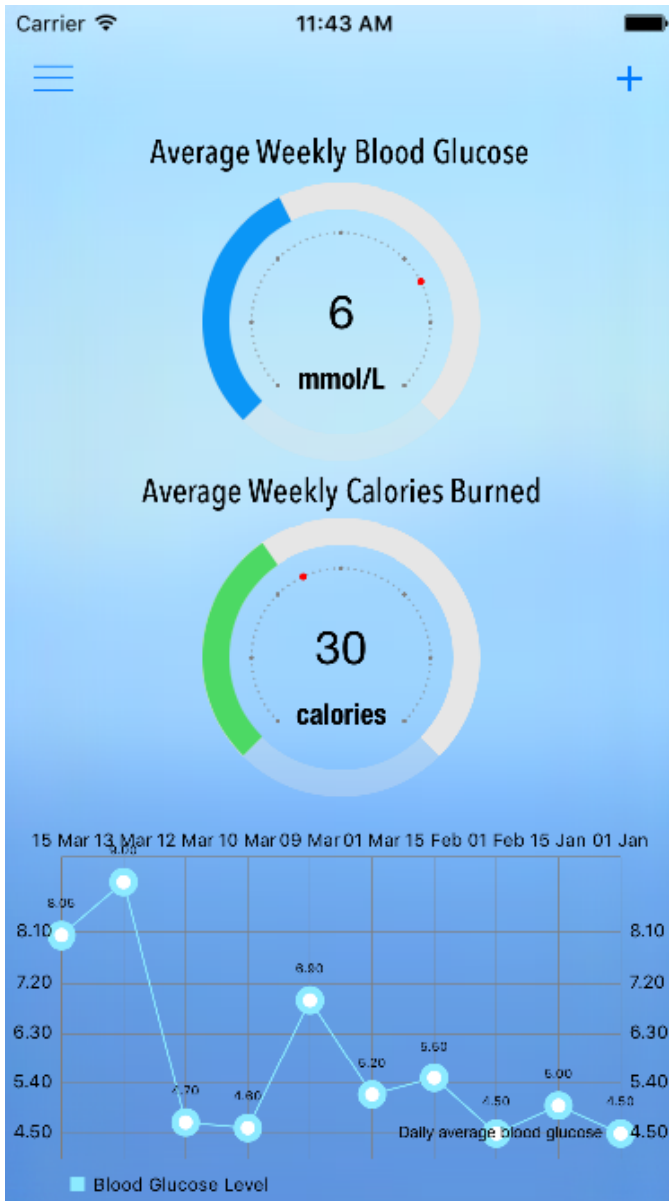 Carrier 11:43 AM
+
Average Weekly Blood Glucose
6
mmol/L
Average Weekly Calories Burned
30
calories
15 Mar 13 Mar 12 Mar 10 Mar 09 Mar 01 Mar 15 Feb 01 Feb 15 Jan 01 Jan
9.00
8.05
8.10 8.10
7.20 7.20
6.90
6.30 6.30
5.20 5.50 5.00
5.40 5.40
4.70 4.60 4.50 4.50
4.50 Daily average blood glucose 4.50
Blood Glucose Level